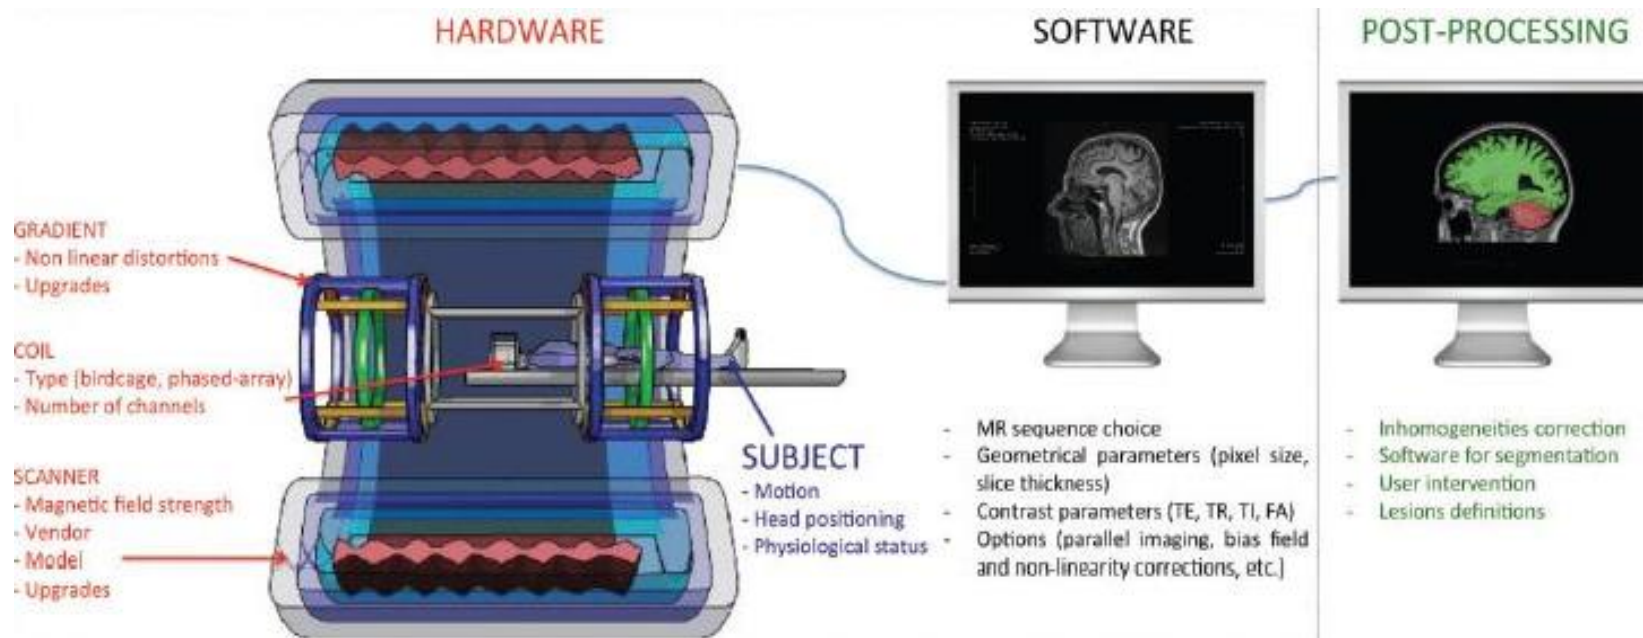 HARDWARE
SOFTWARE
POST-PROCESSING
GRADIENT
- Non linear distortions
- Upgrades
COIL
- Type (birdcage, phased-array)
- Number of channels
SCANNER
- Magnetic field strength
- Vendor
- Model
- Upgrades
SUBJECT
- Motion
- Head positioning
- Physiological status
- MR sequence choice
- Geometrical parameters (pixel size,
slice thickness)
- Contrast parameters (TE, TR, TI, FA)
- Options (parallel imaging, bias field
and non-linearity corrections, etc.)
- Inhomogeneities correction
- Software for segmentation
- User intervention
- Lesions definitions